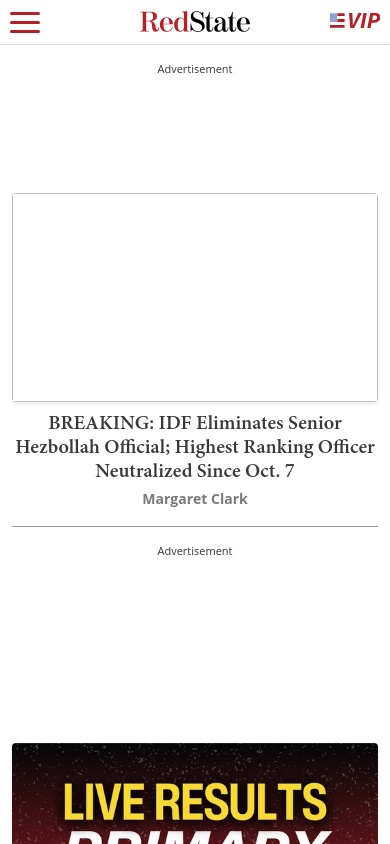 RedState
VIP
Advertisement
BREAKING: IDF Eliminates Senior
Hezbollah Official; Highest Ranking Officer
Neutralized Since Oct. 7
Margaret Clark
Advertisement
LIVE RESULTS
PRIMARY